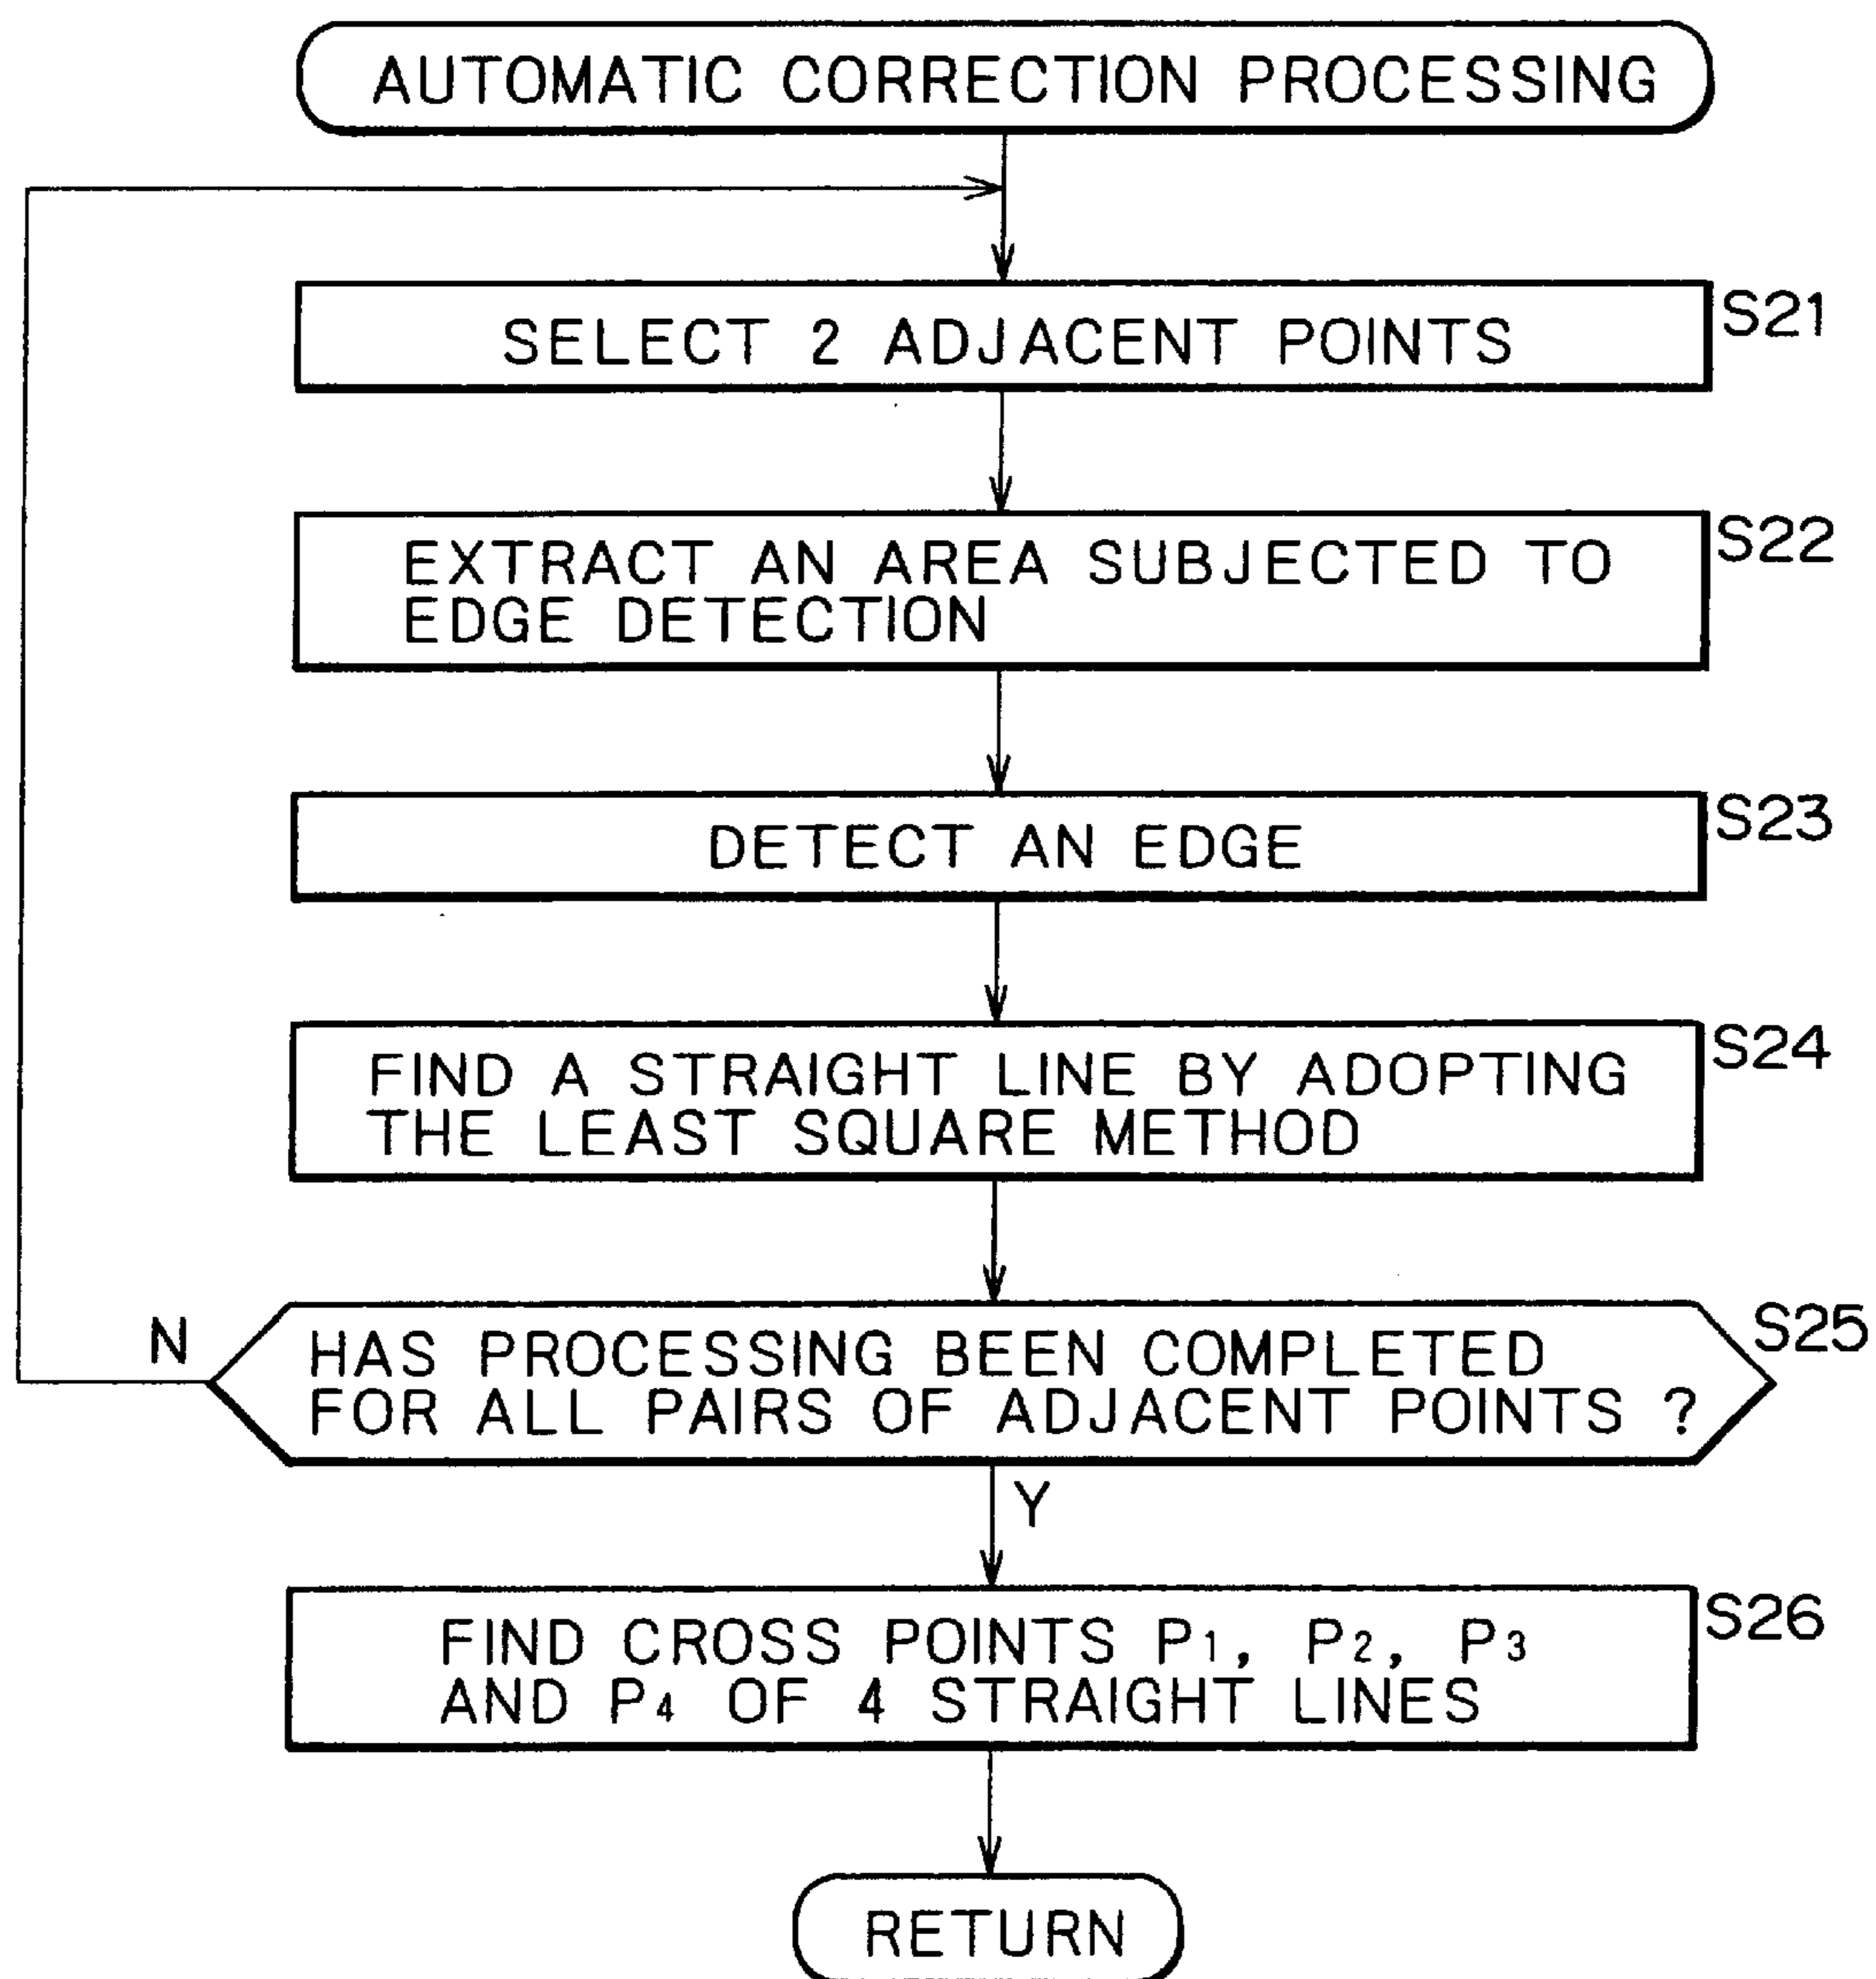 AUTOMATIC CORRECTION PROCESSING
SELECT 2 ADJACENT POINTS
S21
EXTRACT AN AREA SUBJECTED TO
EDGE DETECTION
S22
DETECT AN EDGE
S23
FIND A STRAIGHT LINE BY ADOPTING
THE LEAST SQUARE METHOD
S24
N
HAS PROCESSING BEEN COMPLETED
FOR ALL PAIRS OF ADJACENT POINTS ?
S25
Y
FIND CROSS POINTS P1, P2, P3
AND P4 OF 4 STRAIGHT LINES
S26
RETURN